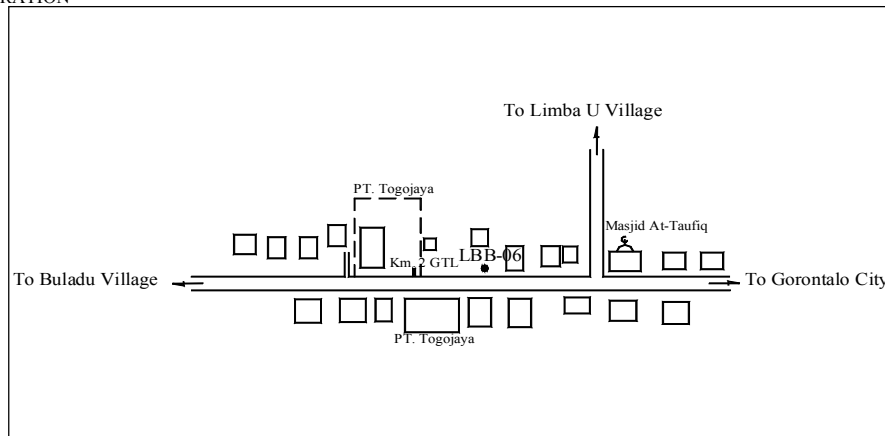 RATION
To Limba U Village
PT. Togojaya
Masjid At-Taufiq
Km. 2 GTL
LBB-06
To Buladu Village
To Gorontalo City
PT. Togojaya